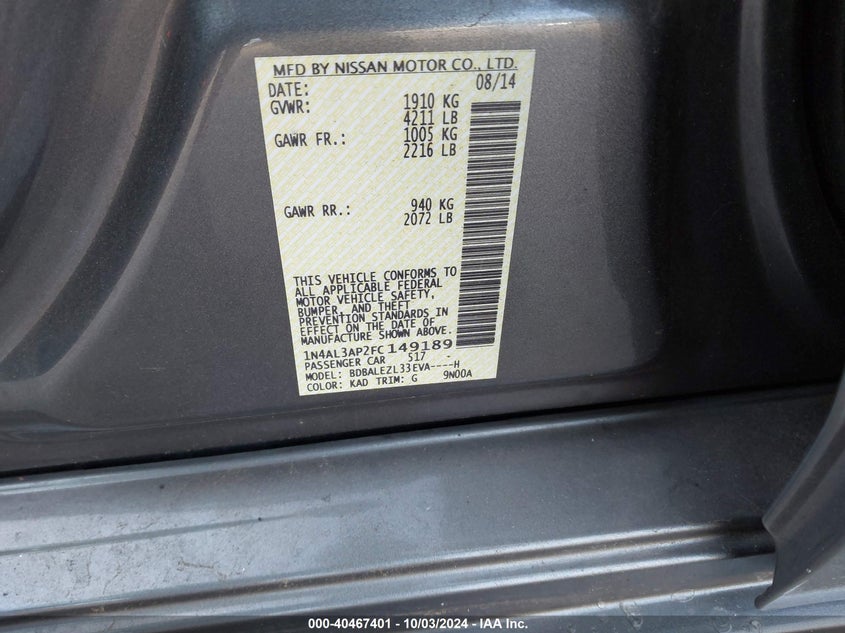 MFD BY NISSAN MOTOR CO., LTD.
DATE: 08/14
GVWR: 1910 KG
4211 LB
GAWR FR.: 1005 KG
2216 LB
GAWR RR.: 940 KG
2072 LB
THIS VEHICLE CONFORMS TO
ALL APPLICABLE FEDERAL
MOTOR VEHICLE SAFETY,
BUMPER, AND THEFT
PREVENTION STANDARDS IN
EFFECT ON THE DATE OF
MANUFACTURE SHOWN ABOVE.
1N4AL3AP2FC149189
PASSENGER CAR 517 -
MODEL: BDBALEZL33EVA----H
COLOR: KAD TRIM: G 9N00A
000-40467401 - 10/03/2024 - IAA Inc.